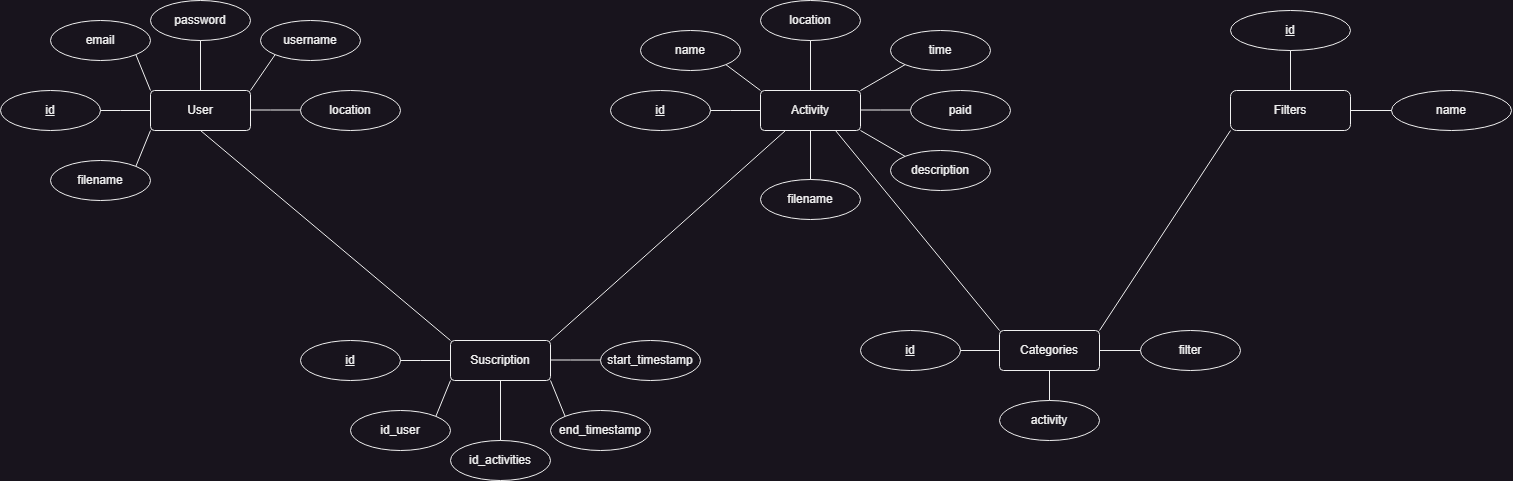 password
location
email
username
name
time
id
id
User
location
id
Activity
paid
Filters
name
filename
description
filename
id
Suscription
start_timestamp
id
Categories
filter
id_user
end_timestamp
activity
id_activities